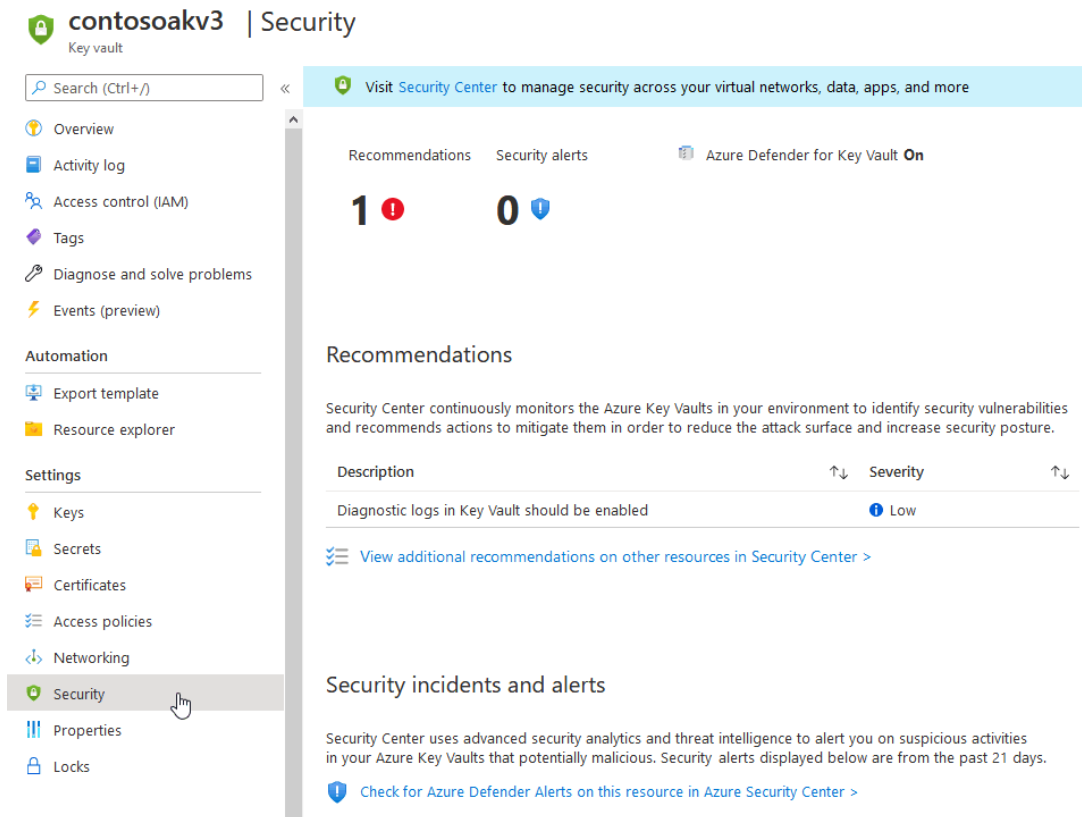 contosoakv3 | Security
Key vault
Search (Ctrl+/)
«
Overview
Activity log
Access control (IAM)
Tags
Diagnose and solve problems
Events (preview)
Automation
Export template
Resource explorer
Settings
Keys
Secrets
Certificates
Access policies
Networking
Security
Properties
Locks
Visit Security Center to manage security across your virtual networks, data, apps, and more
Recommendations
1
Security alerts
0
Azure Defender for Key Vault On
Recommendations
Security Center continuously monitors the Azure Key Vaults in your environment to identify security vulnerabilities
and recommends actions to mitigate them in order to reduce the attack surface and increase security posture.
Description ↑↓ Severity ↑↓
Diagnostic logs in Key Vault should be enabled Low
View additional recommendations on other resources in Security Center >
Security incidents and alerts
Security Center uses advanced security analytics and threat intelligence to alert you on suspicious activities
in your Azure Key Vaults that potentially malicious. Security alerts displayed below are from the past 21 days.
Check for Azure Defender Alerts on this resource in Azure Security Center >